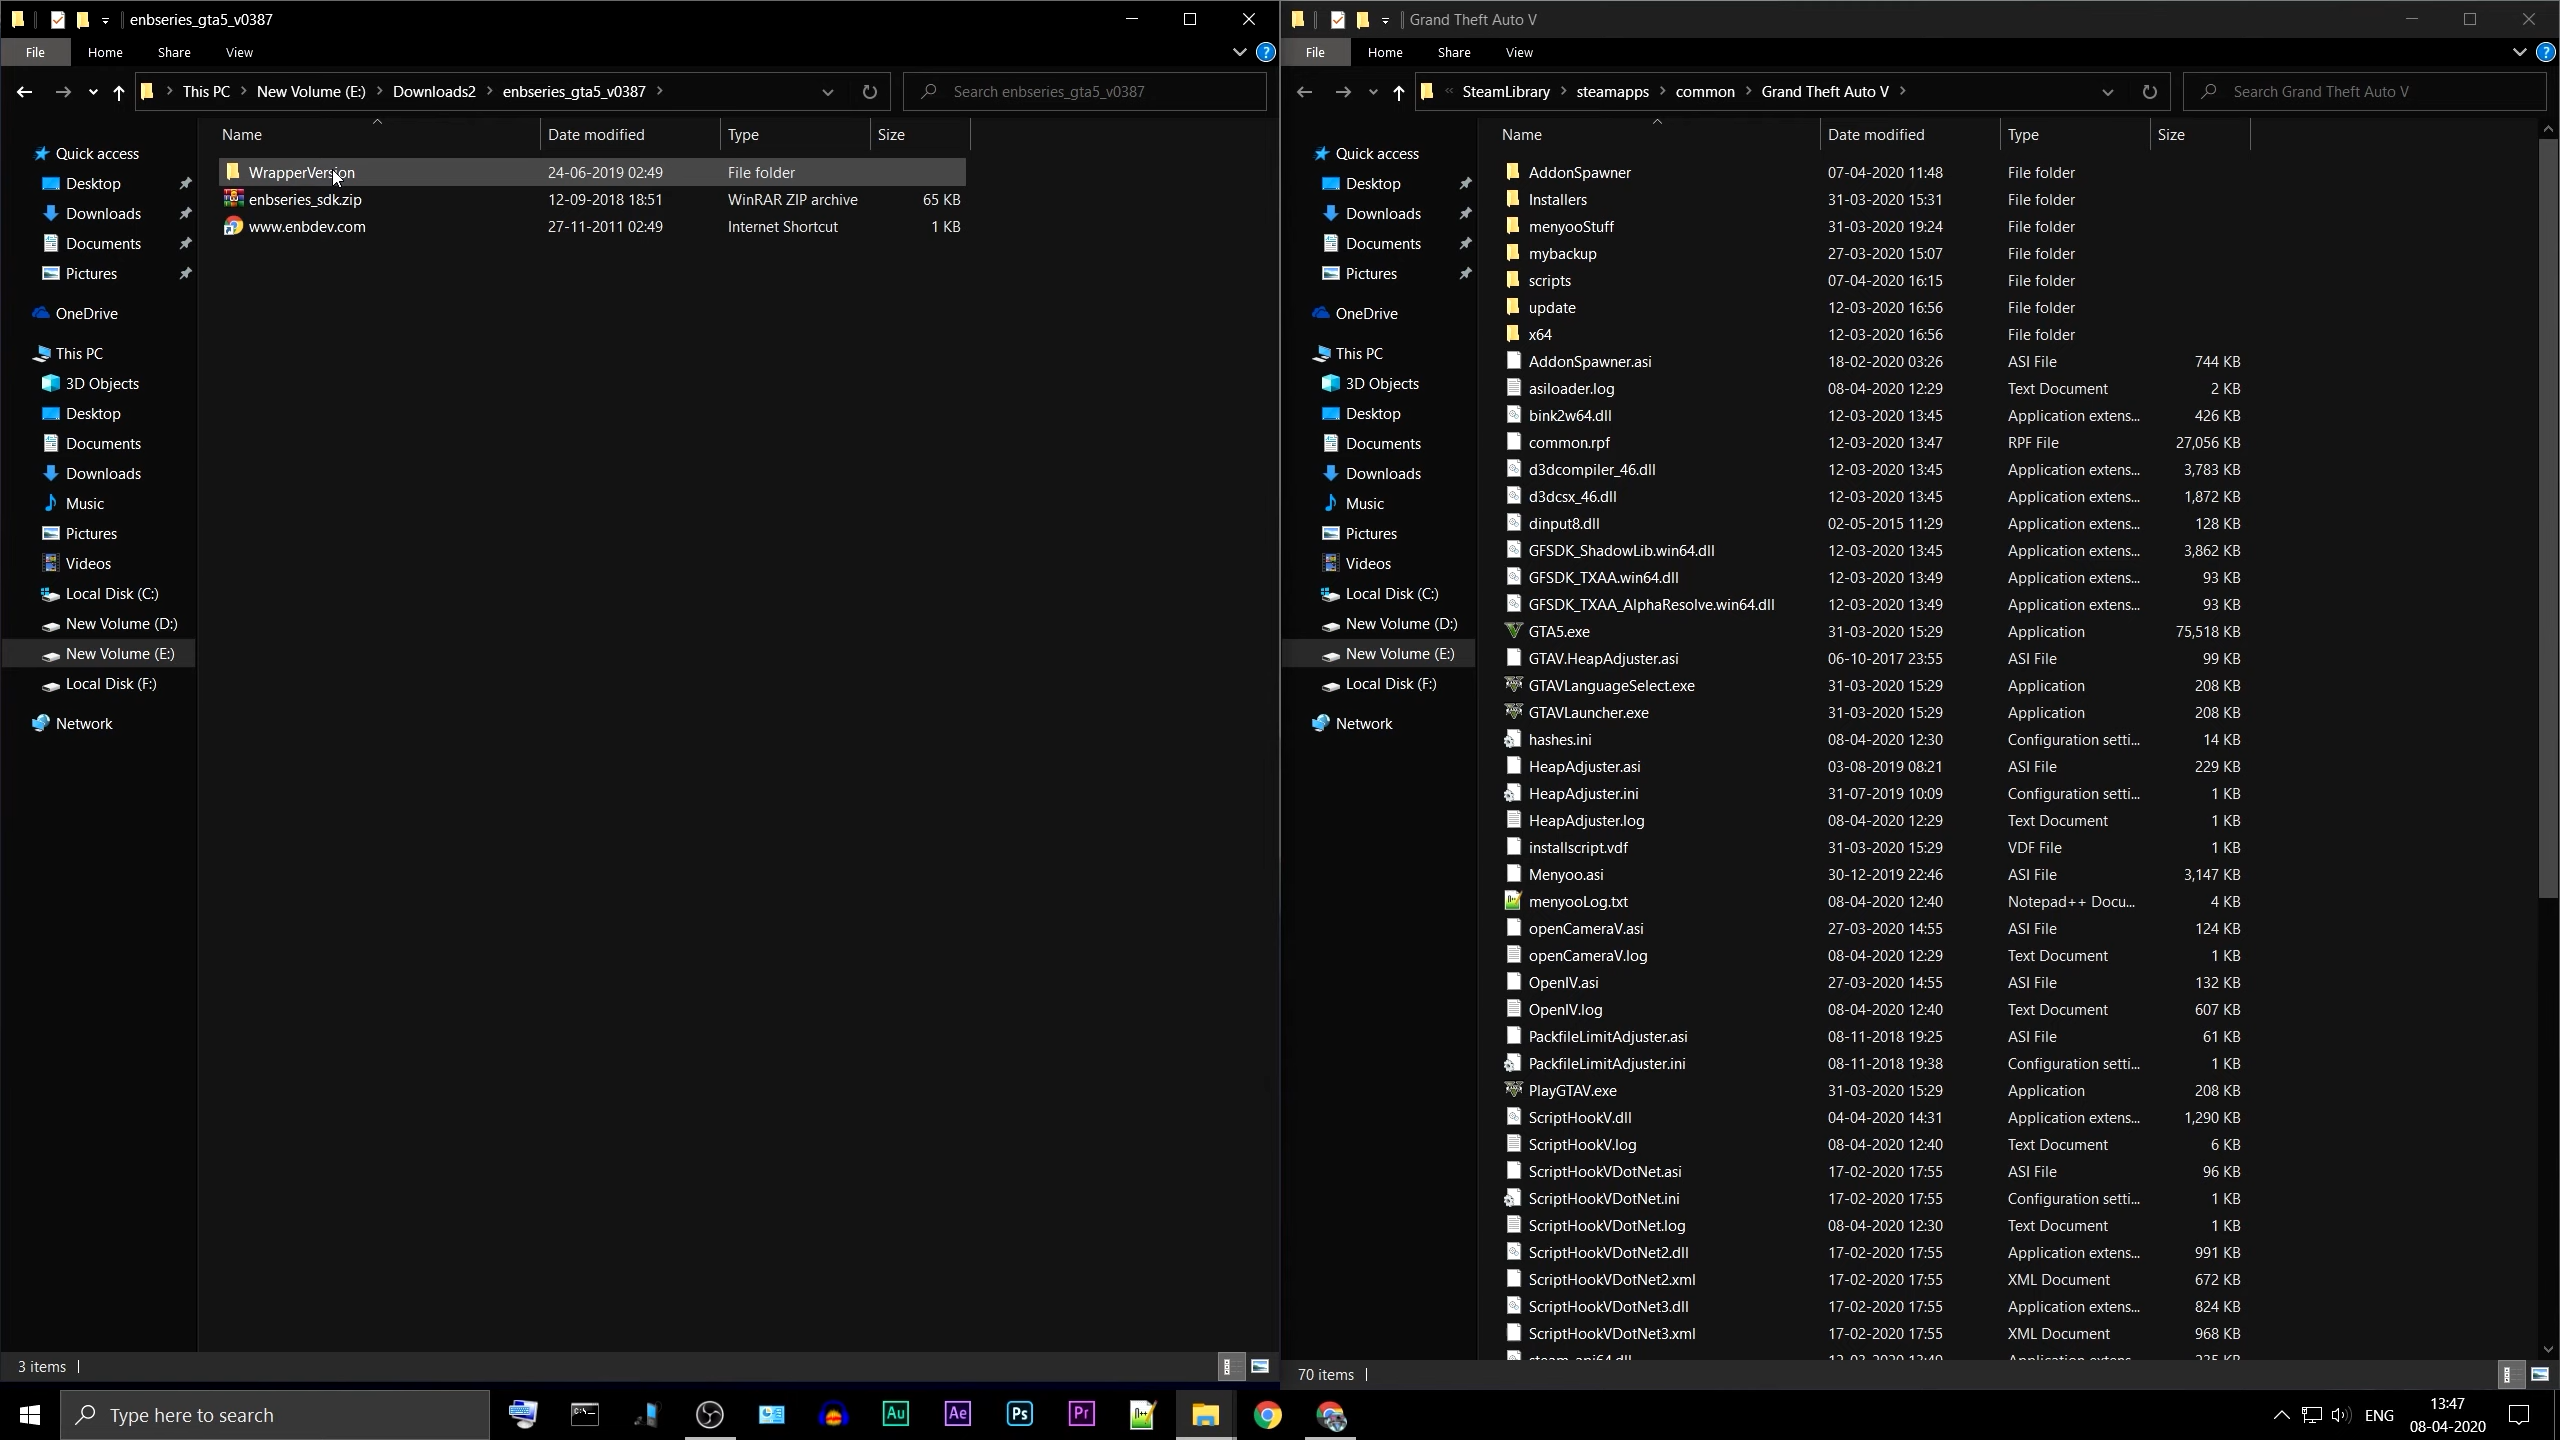 enbseries_gta5_v0387
File Home Share View
This PC New Volume (E:) Downloads2 enbseries_gta5_v0387
Search enbseries_gta5_v0387
Name Date modified Type Size
Quick access
Desktop
Downloads
Documents
Pictures
OneDrive
This PC
3D Objects
Desktop
Documents
Downloads
Music
Pictures
Videos
Local Disk (C:)
New Volume (D:)
New Volume (E:)
Local Disk (F:)
Network
WrapperVersion 24-06-2019 02:49 File folder
enbseries_sdk.zip 12-09-2018 18:51 WinRAR ZIP archive 65 KB
www.enbdev.com 27-11-2011 02:49 Internet Shortcut 1 KB
3 items
Grand Theft Auto V
File Home Share View
SteamLibrary steamapps common Grand Theft Auto V
Search Grand Theft Auto V
Name Date modified Type Size
Quick access
Desktop
Downloads
Documents
Pictures
OneDrive
This PC
3D Objects
Desktop
Documents
Downloads
Music
Pictures
Videos
Local Disk (C:)
New Volume (D:)
New Volume (E:)
Local Disk (F:)
Network
AddonSpawner 07-04-2020 11:48 File folder
Installers 31-03-2020 15:31 File folder
menyooStuff 31-03-2020 19:24 File folder
mybackup 27-03-2020 15:07 File folder
scripts 07-04-2020 16:15 File folder
update 12-03-2020 16:56 File folder
x64 12-03-2020 16:56 File folder
AddonSpawner.asi 18-02-2020 03:26 ASI File 744 KB
asiloader.log 08-04-2020 12:29 Text Document 2 KB
bink2w64.dll 12-03-2020 13:45 Application extens... 426 KB
common.rpf 12-03-2020 13:47 RPF File 27,056 KB
d3dcompiler_46.dll 12-03-2020 13:45 Application extens... 3,783 KB
d3dcsx_46.dll 12-03-2020 13:45 Application extens... 1,872 KB
dinput8.dll 02-05-2015 11:29 Application extens... 128 KB
GFSDK_ShadowLib.win64.dll 12-03-2020 13:45 Application extens... 3,862 KB
GFSDK_TXAA.win64.dll 12-03-2020 13:49 Application extens... 93 KB
GFSDK_TXAA_AlphaResolve.win64.dll 12-03-2020 13:49 Application extens... 93 KB
GTA5.exe 31-03-2020 15:29 Application 75,518 KB
GTAV.HeapAdjuster.asi 06-10-2017 23:55 ASI File 99 KB
GTAVLanguageSelect.exe 31-03-2020 15:29 Application 208 KB
GTAVLauncher.exe 31-03-2020 15:29 Application 208 KB
hashes.ini 08-04-2020 12:30 Configuration setti... 14 KB
HeapAdjuster.asi 03-08-2019 08:21 ASI File 229 KB
HeapAdjuster.ini 31-07-2019 10:09 Configuration setti... 1 KB
HeapAdjuster.log 08-04-2020 12:29 Text Document 1 KB
installscript.vdf 31-03-2020 15:29 VDF File 1 KB
Menyoo.asi 30-12-2019 22:46 ASI File 3,147 KB
menyooLog.txt 08-04-2020 12:40 Notepad++ Docu... 4 KB
openCameraV.asi 27-03-2020 14:55 ASI File 124 KB
openCameraV.log 08-04-2020 12:29 Text Document 1 KB
OpenIV.asi 27-03-2020 14:55 ASI File 132 KB
OpenIV.log 08-04-2020 12:40 Text Document 607 KB
PackfileLimitAdjuster.asi 08-11-2018 19:25 ASI File 61 KB
PackfileLimitAdjuster.ini 08-11-2018 19:38 Configuration setti... 1 KB
PlayGTAV.exe 31-03-2020 15:29 Application 208 KB
ScriptHookV.dll 04-04-2020 14:31 Application extens... 1,290 KB
ScriptHookV.log 08-04-2020 12:40 Text Document 6 KB
ScriptHookVDotNet.asi 17-02-2020 17:55 ASI File 96 KB
ScriptHookVDotNet.ini 17-02-2020 17:55 Configuration setti... 1 KB
ScriptHookVDotNet.log 08-04-2020 12:30 Text Document 1 KB
ScriptHookVDotNet2.dll 17-02-2020 17:55 Application extens... 991 KB
ScriptHookVDotNet2.xml 17-02-2020 17:55 XML Document 672 KB
ScriptHookVDotNet3.dll 17-02-2020 17:55 Application extens... 824 KB
ScriptHookVDotNet3.xml 17-02-2020 17:55 XML Document 968 KB
70 items
Type here to search
Au Ae Ps Pr
ENG
13:47
08-04-2020